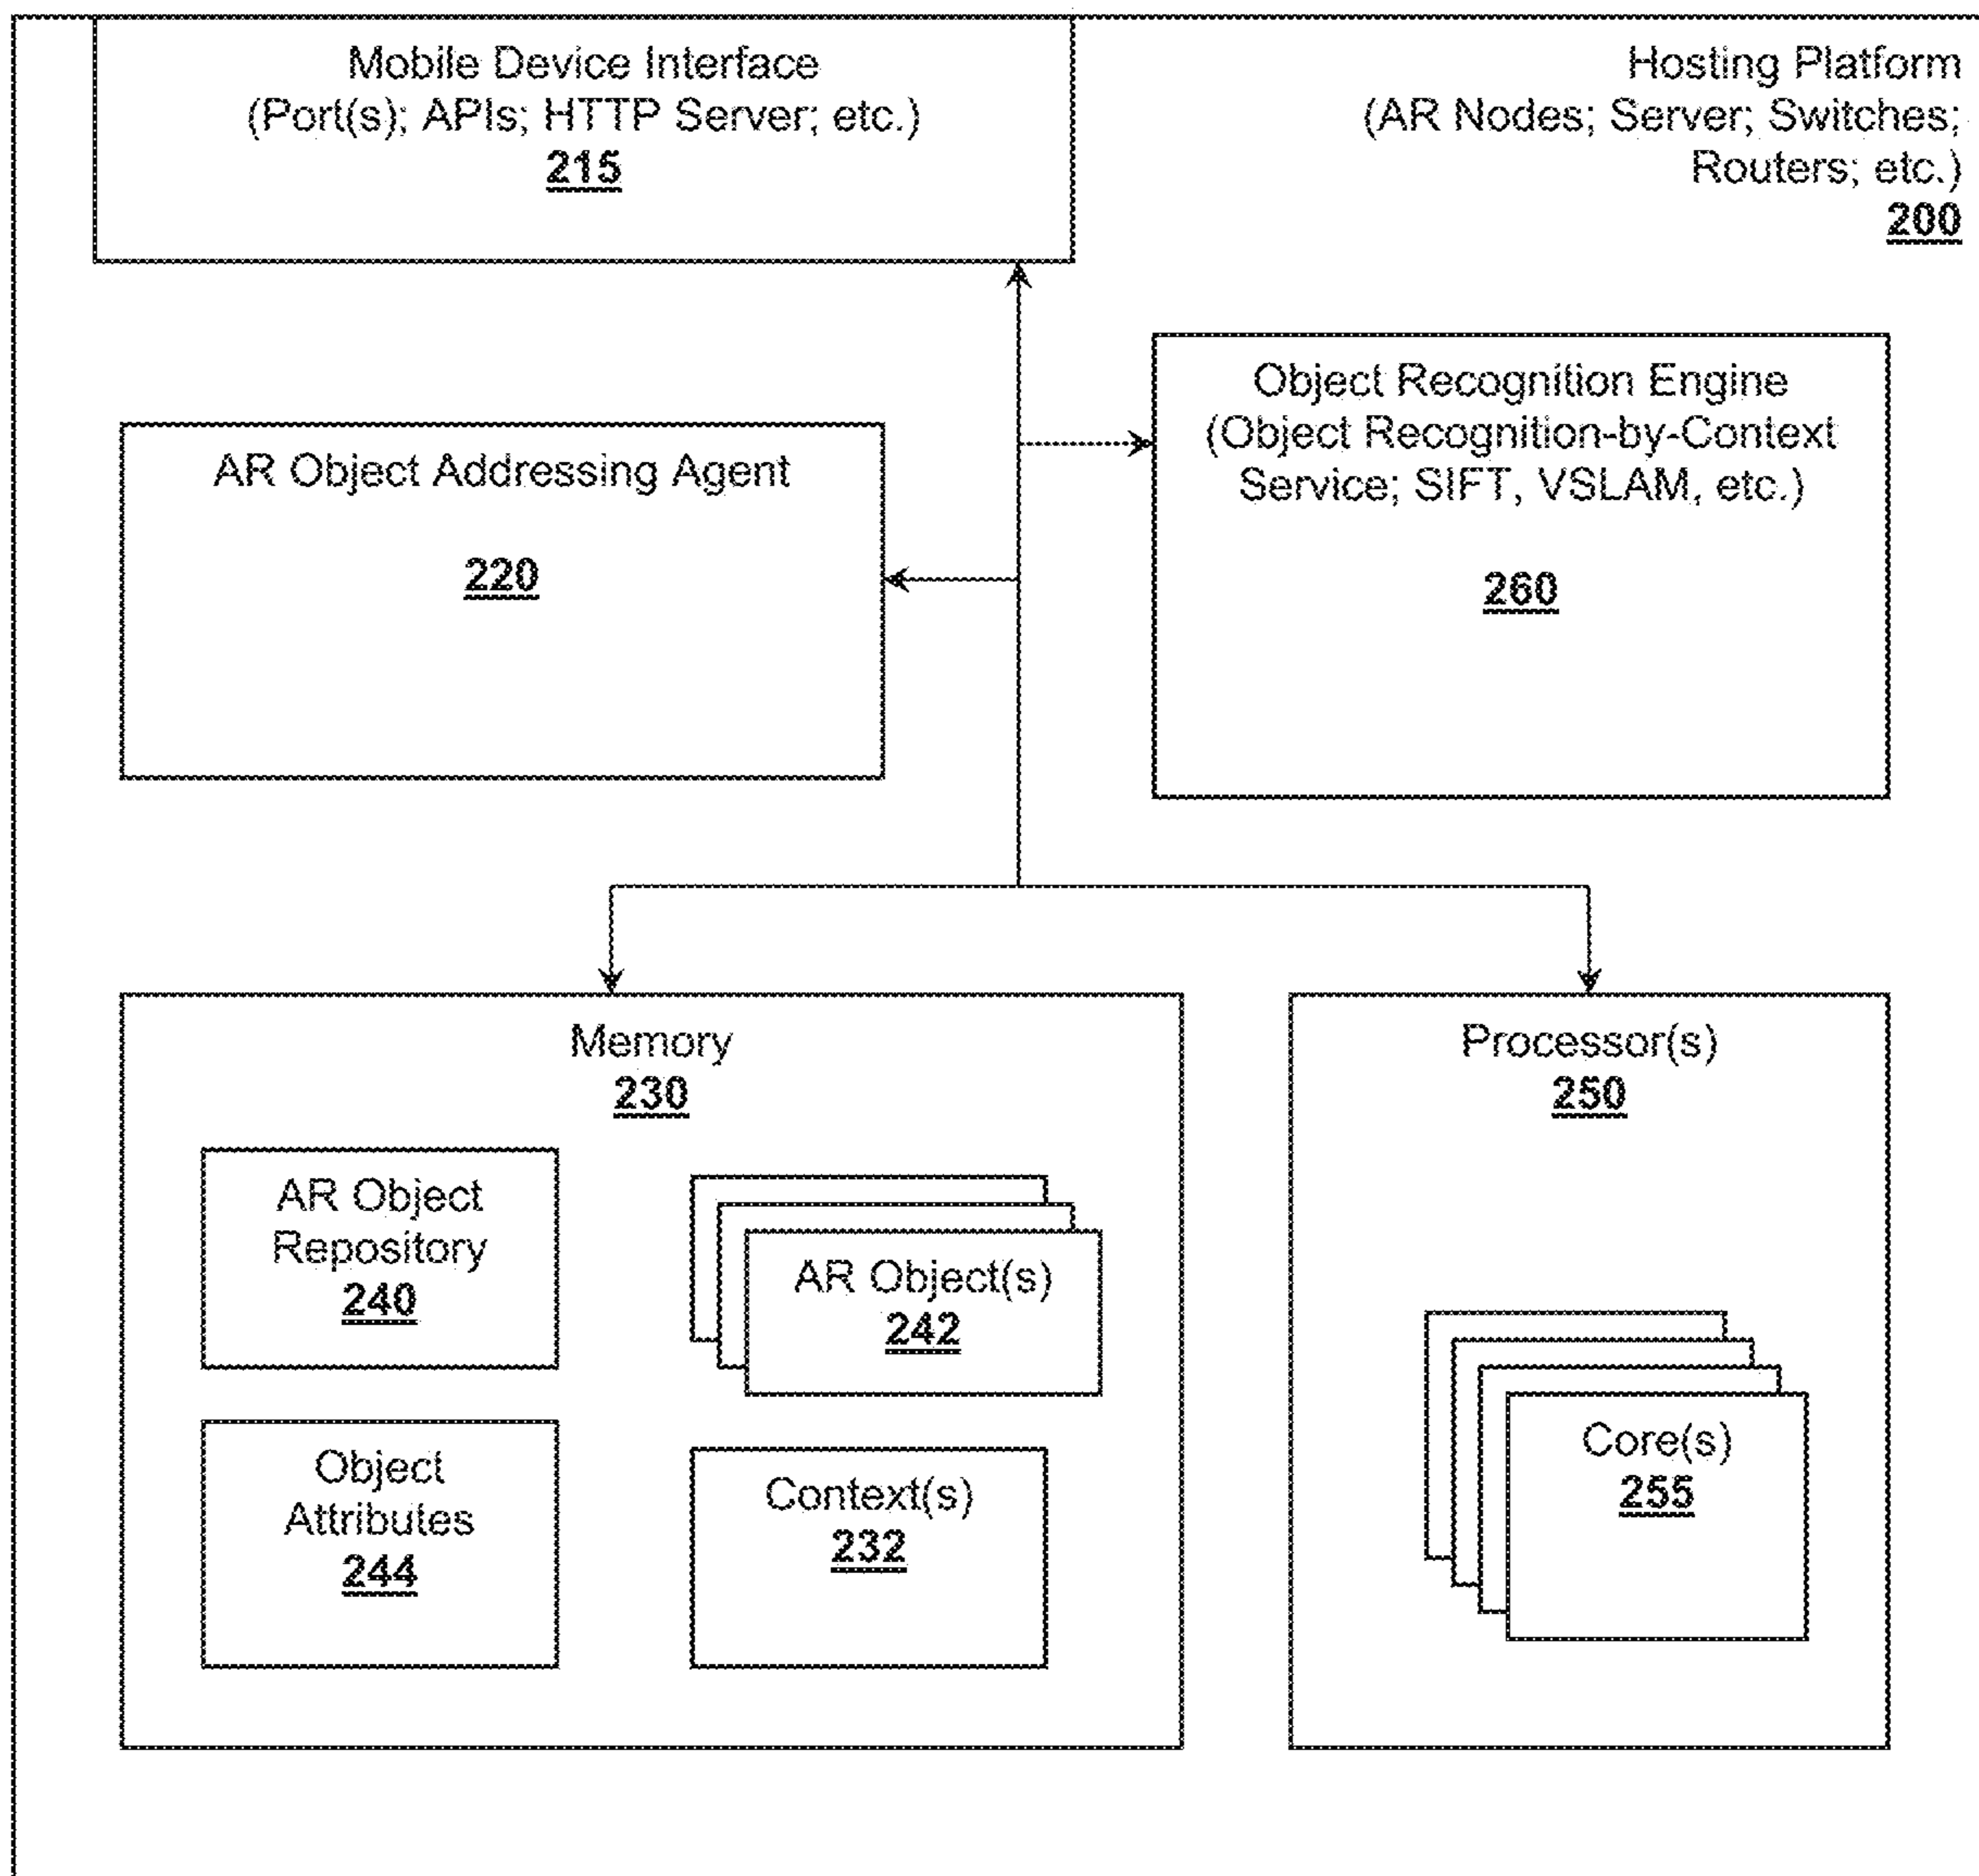 Mobile Device Interface
(Port(s); APIs; HTTP Server; etc.)
215
Hosting Platform
(AR Nodes; Server; Switches;
Routers; etc.)
200
Object Recognition Engine
(Object Recognition-by-Context
Service; SIFT, VSLAM, etc.)
260
AR Object Addressing Agent
220
Memory
230
AR Object
Repository
240
AR Object(s)
242
Object
Attributes
244
Context(s)
232
Processor(s)
250
Core(s)
255